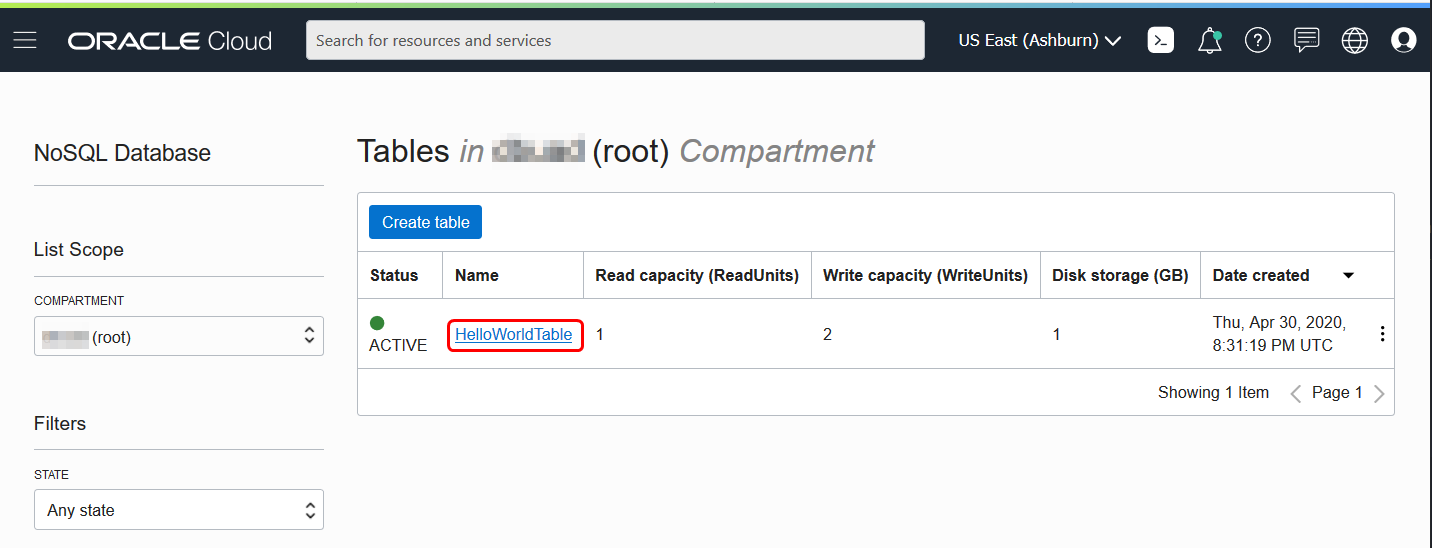 ORACLE Cloud
Search for resources and services
US East (Ashburn)
NoSQL Database
Tables in (root) Compartment
List Scope
COMPARTMENT
(root)
Filters
STATE
Any state
Create table
Status Name Read capacity (ReadUnits) Write capacity (WriteUnits) Disk storage (GB) Date created
ACTIVE HelloWorldTable 1 2 1 Thu, Apr 30, 2020,
8:31:19 PM UTC
Showing 1 Item Page 1